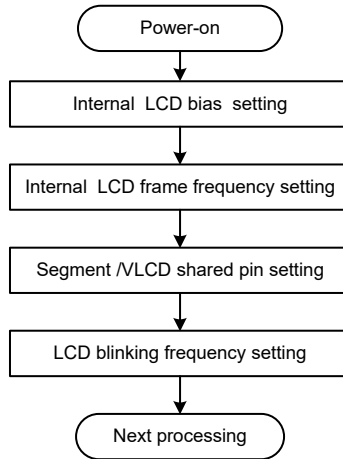 Power-on
Internal LCD bias setting
Internal LCD frame frequency setting
Segment /VLCD shared pin setting
LCD blinking frequency setting
Next processing